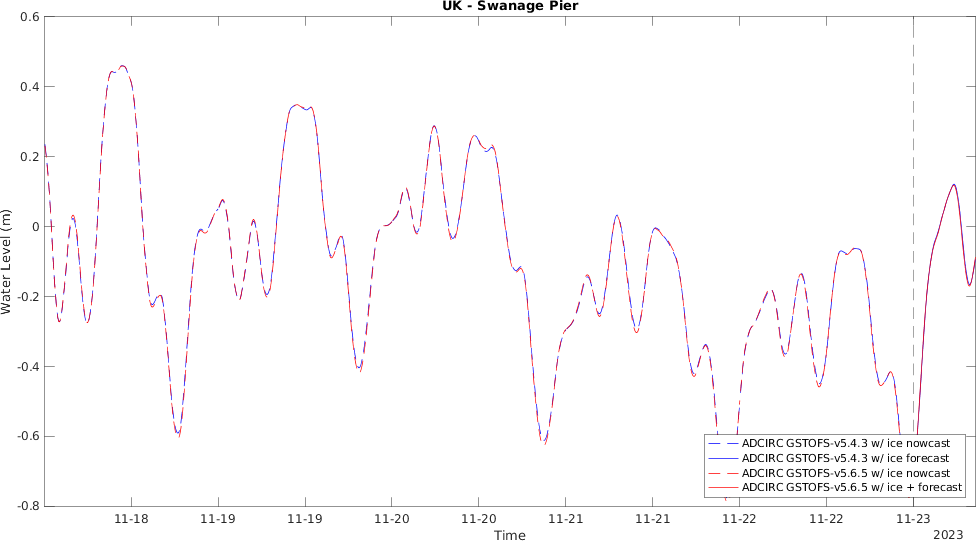 UK - Swanage Pier
0.6
0.4
0.2
0
-0.2
-0.4
-0.6
-0.8
Water Level (m)
ADCIRC GSTOFS-v5.4.3 w/ ice nowcast
ADCIRC GSTOFS-v5.4.3 w/ ice forecast
ADCIRC GSTOFS-v5.6.5 w/ ice nowcast
ADCIRC GSTOFS-v5.6.5 w/ ice + forecast
11-18 11-19 11-19 11-20 11-20 11-21 11-21 11-22 11-22 11-23
Time
2023